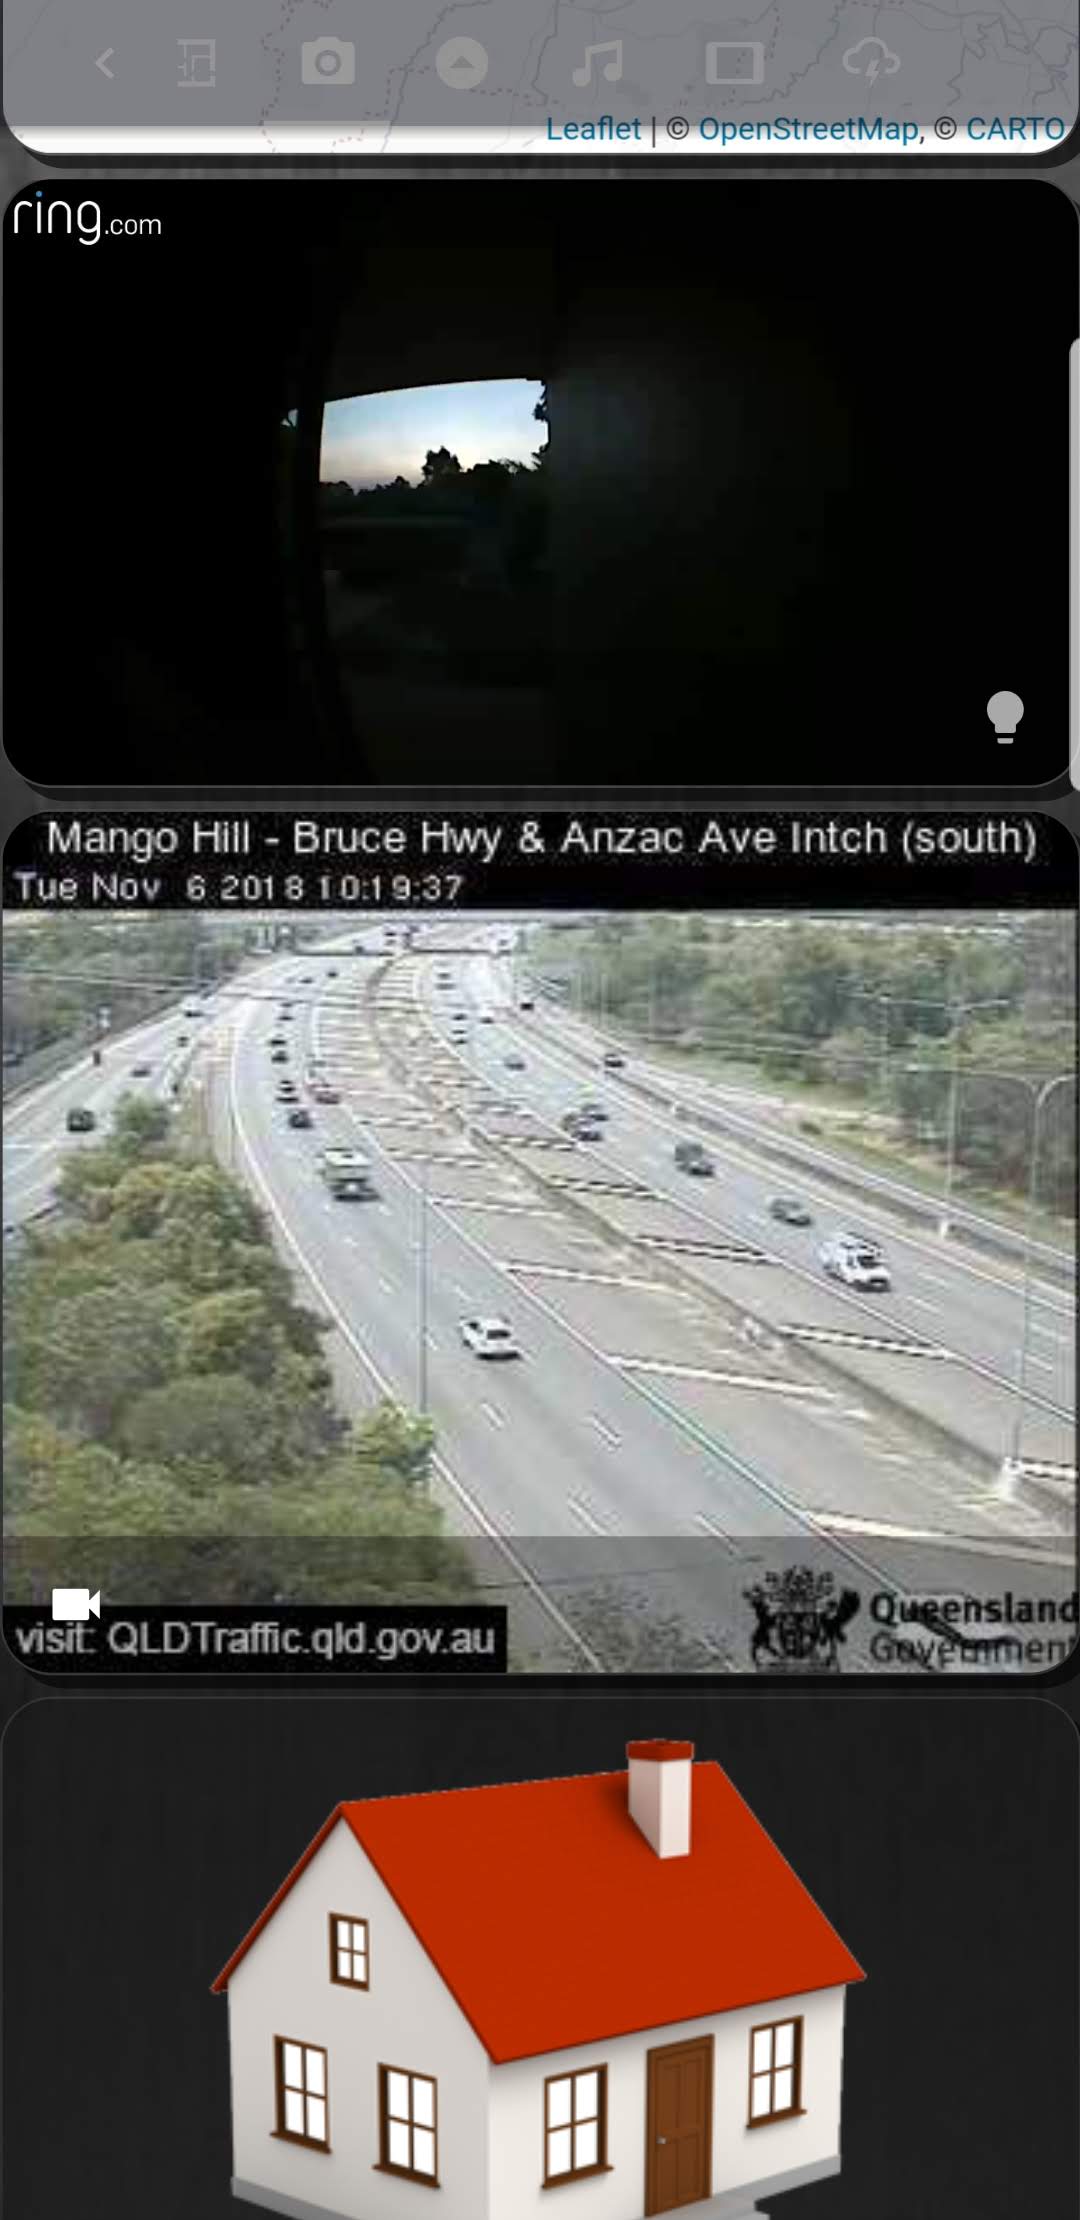 Leaflet | © OpenStreetMap, © CARTO
ring.com
Mango Hill - Bruce Hwy & Anzac Ave Intch (south)
Tue Nov 6 2018 10:19:37
visit: QLDTraffic.qld.gov.au
Queensland
Government